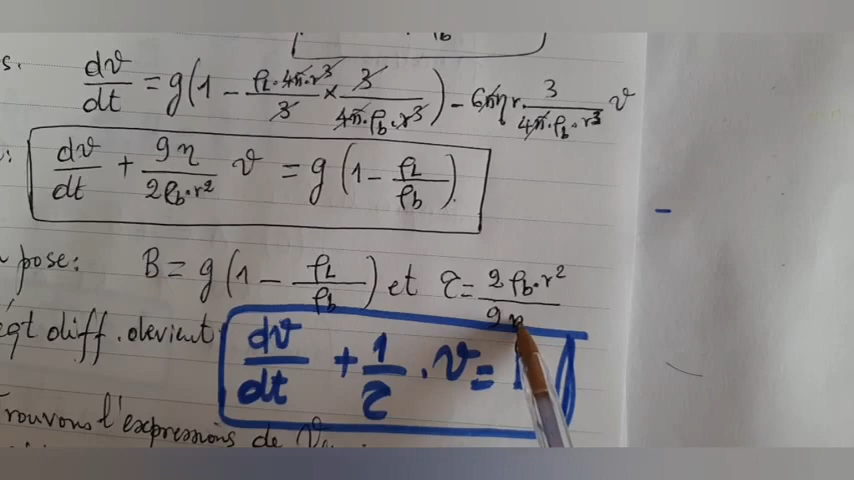 s. dv/dt = g(1 - ρL·4π·r³/3 × 3/4π·ρb·r³) - 6πηr 3/4π·ρb·r³ v
: dv/dt + 9η/2ρb·r² v = g(1 - ρL/ρb).
pose: B = g(1 - ρL/ρb) et τ = 2ρb·r²/9η
éqt diff. devient dv/dt + 1/τ . v =
Trouvons l'expressions de